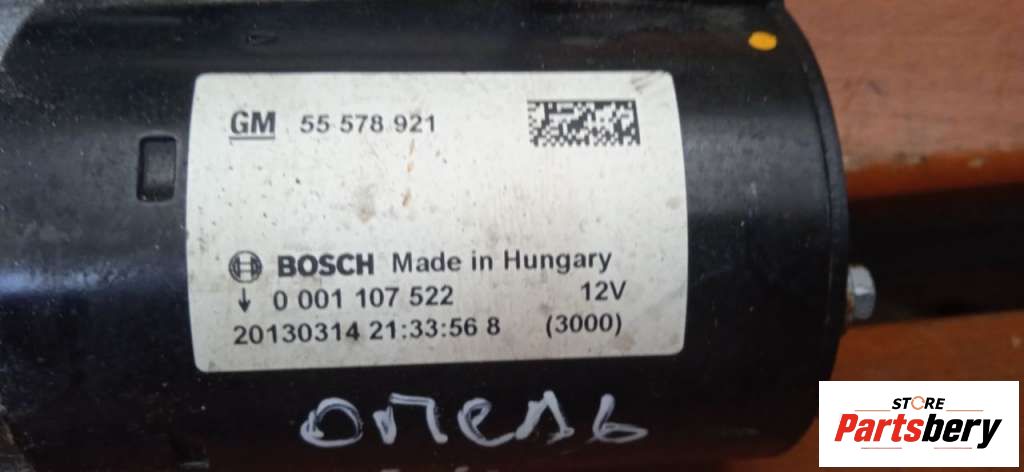 GM 55 578 921
BOSCH Made in Hungary
↓ 0 001 107 522 12V
20130314 21:33:56 8 (3000)
опель
STORE
Partsbery